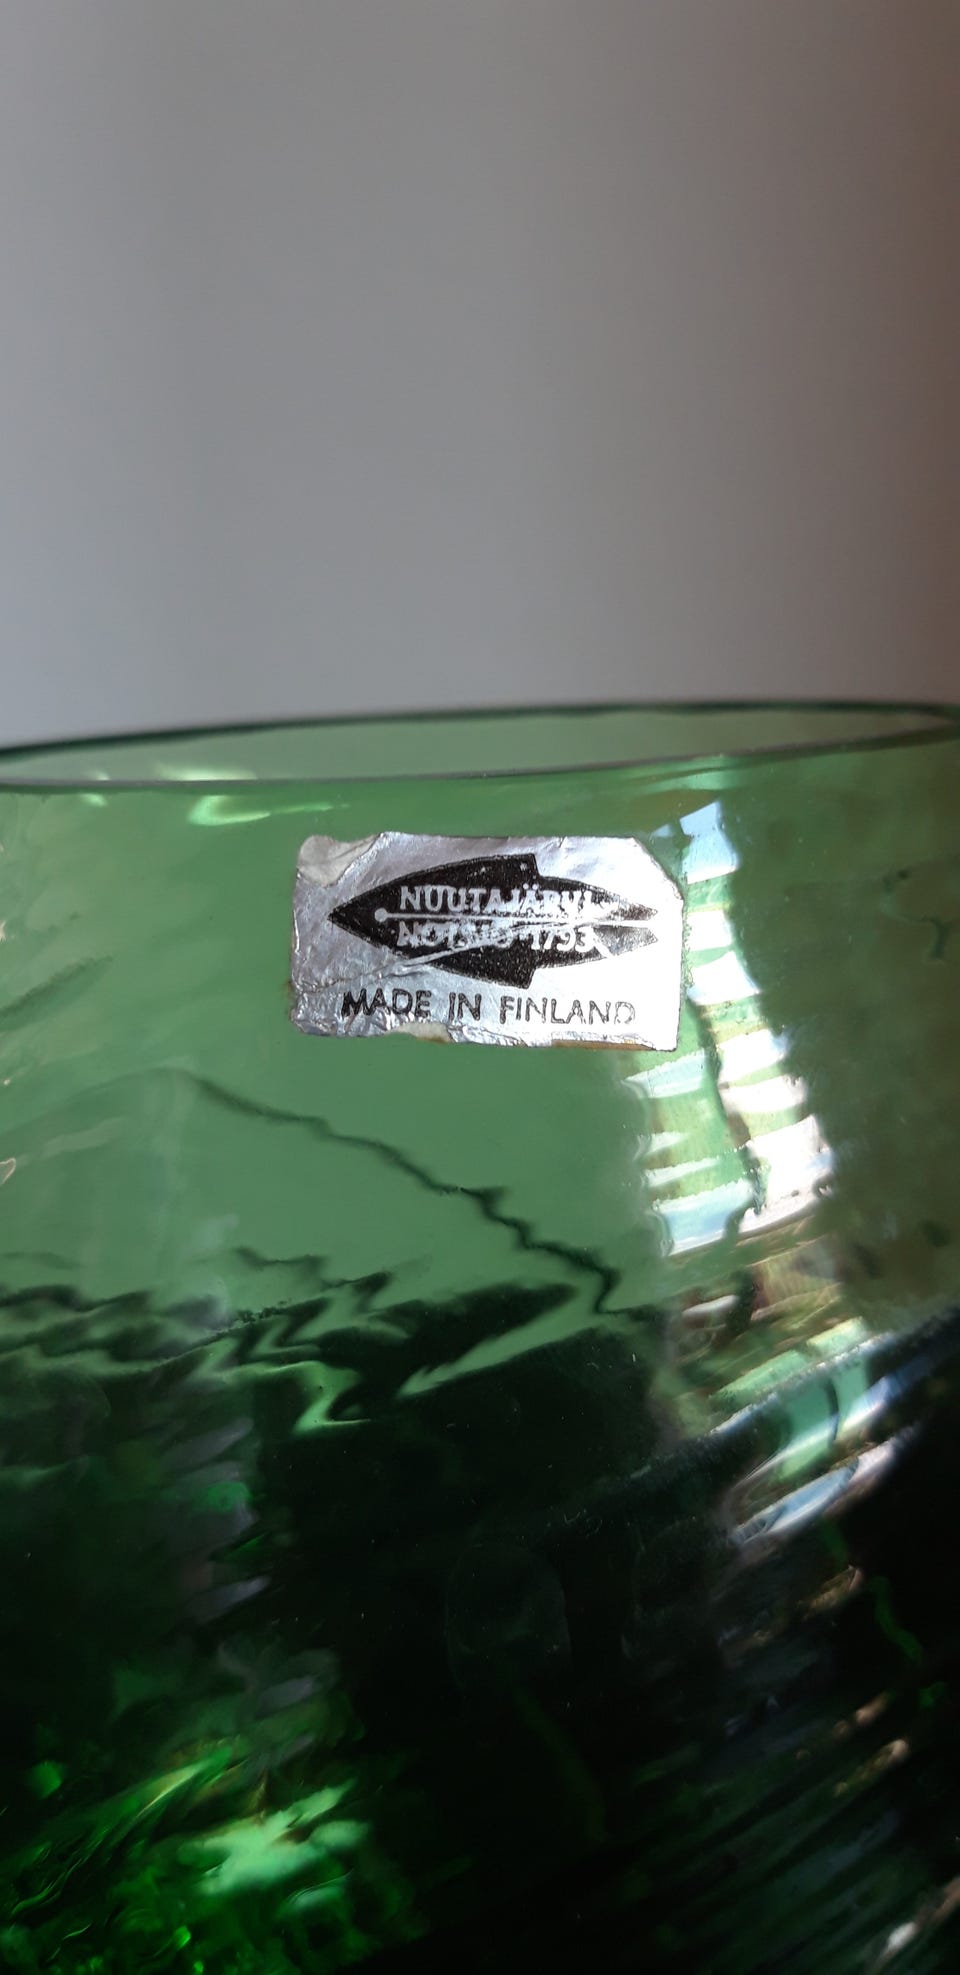 NUUTAJÄRVI
NOTSJÖ-1793
MADE IN FINLAND